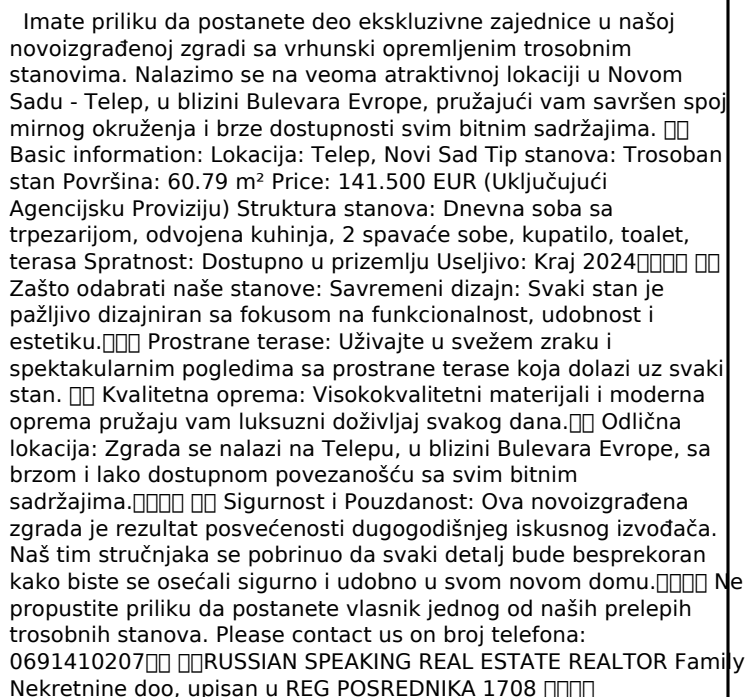 Imate priliku da postanete deo ekskluzivne zajednice u našoj
novoizgrađenoj zgradi sa vrhunski opremljenim trosobnim
stanovima. Nalazimo se na veoma atraktivnoj lokaciji u Novom
Sadu - Telep, u blizini Bulevara Evrope, pružajući vam savršen spoj
mirnog okruženja i brze dostupnosti svim bitnim sadržajima. 
Basic information: Lokacija: Telep, Novi Sad Tip stanova: Trosoban
stan Površina: 60.79 m² Price: 141.500 EUR (Uključujući
Agencijsku Proviziju) Struktura stanova: Dnevna soba sa
trpezarijom, odvojena kuhinja, 2 spavaće sobe, kupatilo, toalet,
terasa Spratnost: Dostupno u prizemlju Useljivo: Kraj 2024
Zašto odabrati naše stanove: Savremeni dizajn: Svaki stan je
pažljivo dizajniran sa fokusom na funkcionalnost, udobnost i
estetiku. Prostrane terase: Uživajte u svežem zraku i
spektakularnim pogledima sa prostrane terase koja dolazi uz svaki
stan. Kvalitetna oprema: Visokokvalitetni materijali i moderna
oprema pružaju vam luksuzni doživljaj svakog dana. Odlična
lokacija: Zgrada se nalazi na Telepu, u blizini Bulevara Evrope, sa
brzom i lako dostupnom povezanošću sa svim bitnim
sadržajima. Sigurnost i Pouzdanost: Ova novoizgrađena
zgrada je rezultat posvećenosti dugogodišnjeg iskusnog izvođača.
Naš tim stručnjaka se pobrinuo da svaki detalj bude besprekoran
kako biste se osećali sigurno i udobno u svom novom domu. Ne
propustite priliku da postanete vlasnik jednog od naših prelepih
trosobnih stanova. Please contact us on broj telefona:
0691410207 RUSSIAN SPEAKING REAL ESTATE REALTOR Family
Nekretnine doo, upisan u REG POSREDNIKA 1708